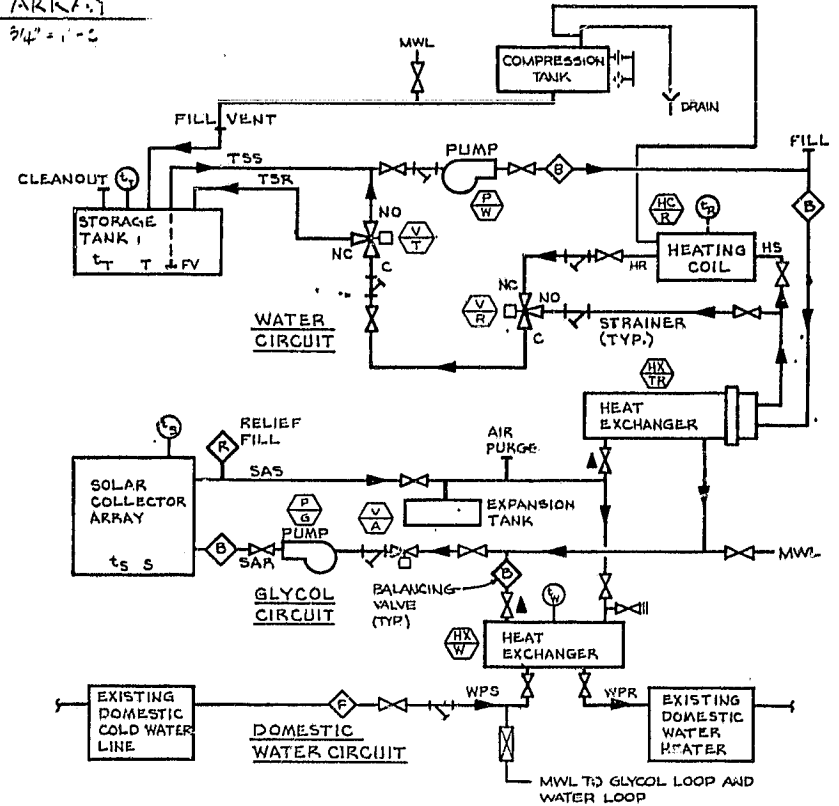 ARRAY
3/4" = 1'-0
MWL
COMPRESSION
TANK
DRAIN
FILL
VENT
PUMP
FILL
TSS
CLEANOUT
tT
TSR
P
W
B
B
STORAGE
TANK
tT T FV
NO
NC
C
V
T
HC
R
tR
HEATING
COIL
HS
HR
NC
NO
C
V
R
STRAINER
(TYP.)
WATER
CIRCUIT
HX
TR
HEAT
EXCHANGER
tS
RELIEF
FILL
R
SAS
AIR
PURGE
SOLAR
COLLECTOR
ARRAY
tS S
P
G
PUMP
V
A
EXPANSION
TANK
B
SAR
MWL
GLYCOL
CIRCUIT
BALANCING
VALVE
(TYP)
B
tW
HX
W
HEAT
EXCHANGER
EXISTING
DOMESTIC
COLD WATER
LINE
F
WPS
WPR
EXISTING
DOMESTIC
WATER
HEATER
DOMESTIC
WATER CIRCUIT
MWL TO GLYCOL LOOP AND
WATER LOOP